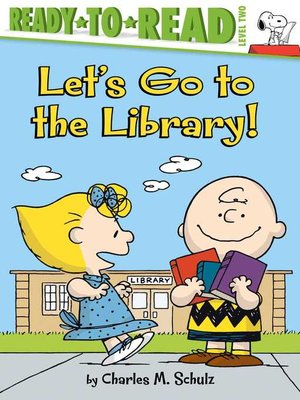 READY-TO-READ
LEVEL TWO
Let's Go to
the Library!
LIBRARY
by Charles M. Schulz